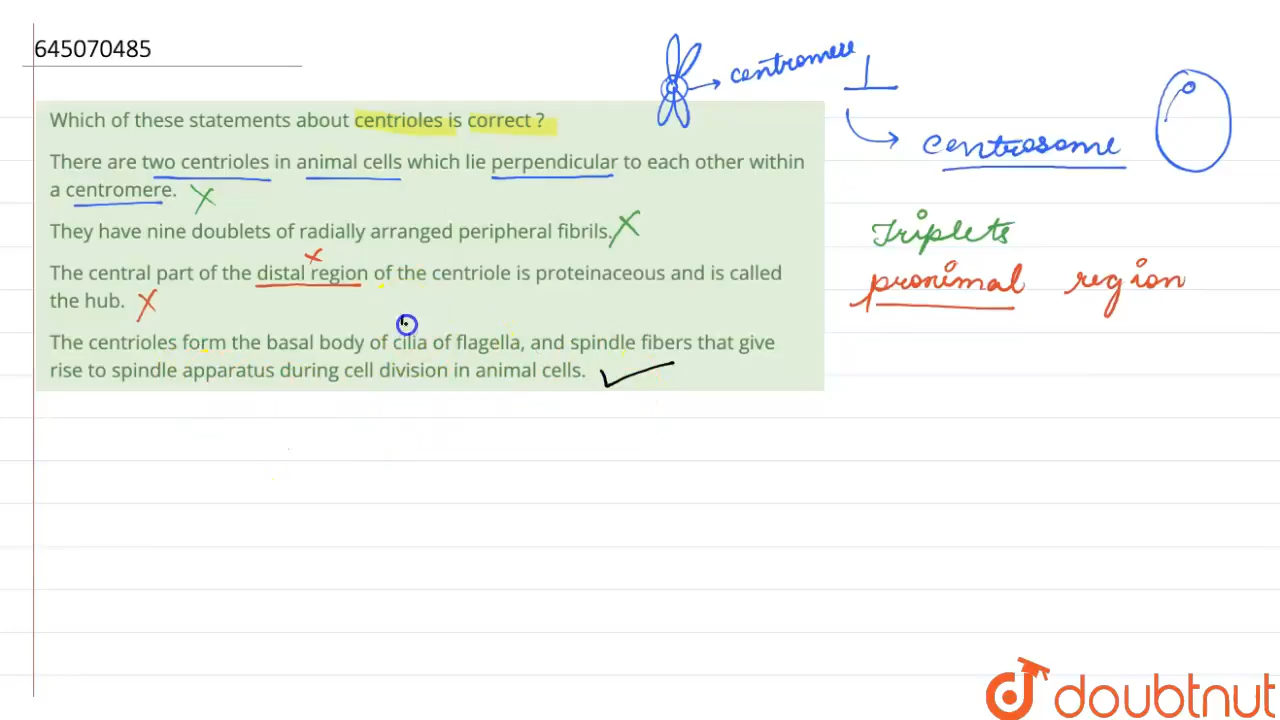 645070485
centromere
Which of these statements about centrioles is correct ?
centrosome
There are two centrioles in animal cells which lie perpendicular to each other within
a centromere.
They have nine doublets of radially arranged peripheral fibrils.
Triplets
The central part of the distal region of the centriole is proteinaceous and is called
the hub.
proximal region
The centrioles form the basal body of cilia of flagella, and spindle fibers that give
rise to spindle apparatus during cell division in animal cells.
doubtnut